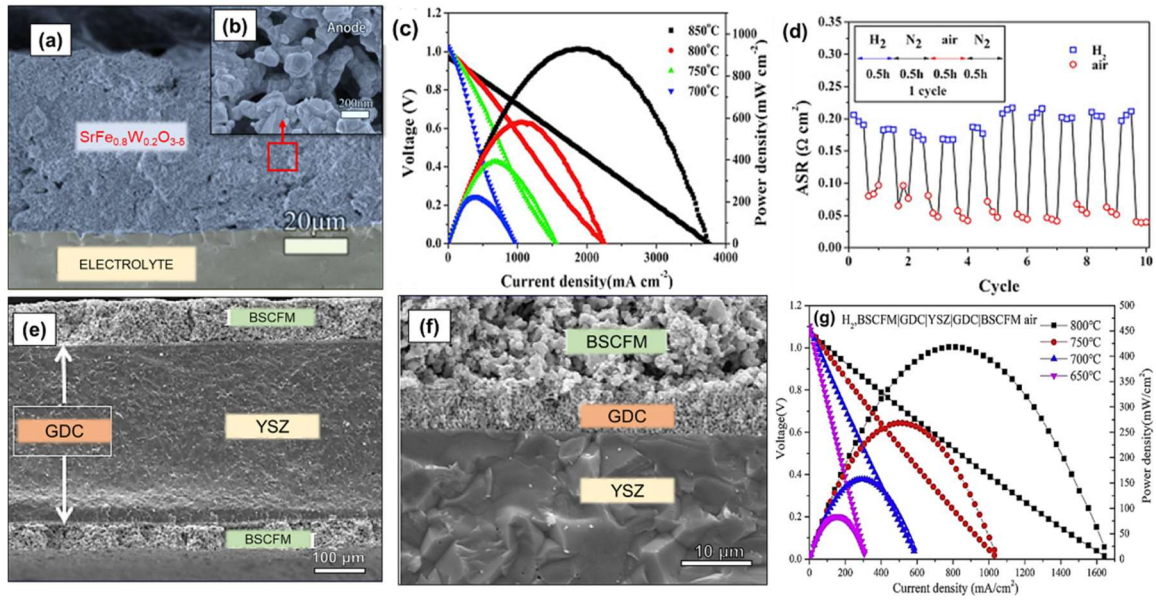 (a)
SrFe0.8W0.2O3-δ
20μm
ELECTROLYTE
(b)
Anode
200nm
(c)
850°C
800°C
750°C
700°C
Voltage (V)
1.2
1.0
0.8
0.6
0.4
0.2
0.0
Power density(mW cm-2)
900
800
700
600
500
400
300
200
100
0
0 1000 2000 3000 4000
Current density(mA cm-2)
(d)
H2 N2 air N2
0.5h 0.5h 0.5h 0.5h
1 cycle
H2
air
ASR (Ω cm2)
0.30
0.25
0.20
0.15
0.10
0.05
0.00
0 2 4 6 8 10
Cycle
(e)
BSCFM
GDC
YSZ
BSCFM
100 μm
(f)
BSCFM
GDC
YSZ
10 μm
(g)
H2,BSCFM|GDC|YSZ|GDC|BSCFM air
800°C
750°C
700°C
650°C
Voltage(V)
1.2
1.0
0.8
0.6
0.4
0.2
0.0
Power density(mW/cm2)
500
450
400
350
300
250
200
150
100
50
0
0 200 400 600 800 1000 1200 1400 1600
Current density (mA/cm2)